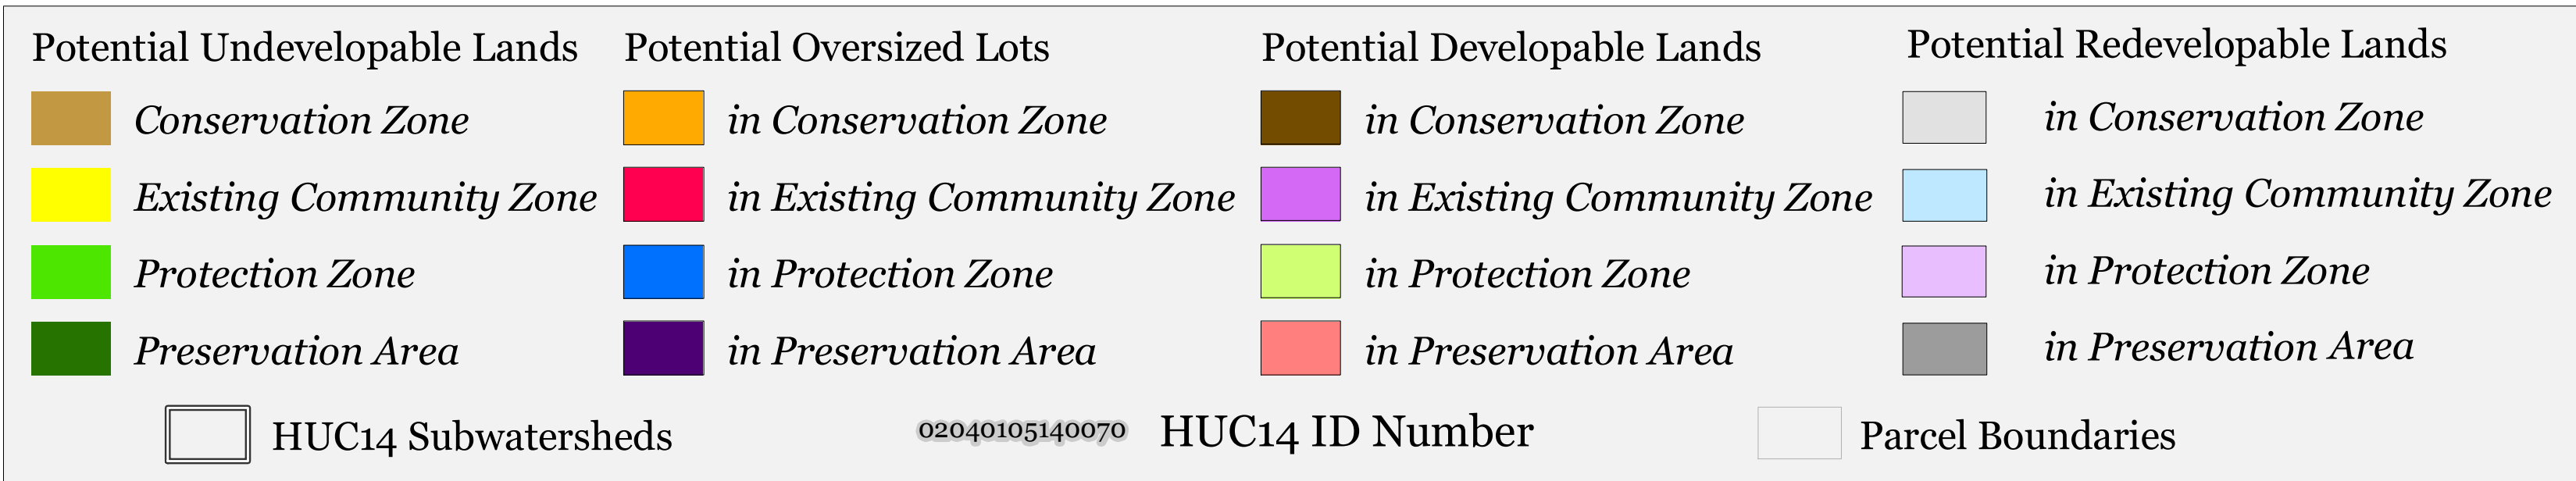 Potential Undevelopable Lands
Conservation Zone
Existing Community Zone
Protection Zone
Preservation Area
Potential Oversized Lots
in Conservation Zone
in Existing Community Zone
in Protection Zone
in Preservation Area
Potential Developable Lands
in Conservation Zone
in Existing Community Zone
in Protection Zone
in Preservation Area
Potential Redevelopable Lands
in Conservation Zone
in Existing Community Zone
in Protection Zone
in Preservation Area
HUC14 Subwatersheds
02040105140070 HUC14 ID Number
Parcel Boundaries